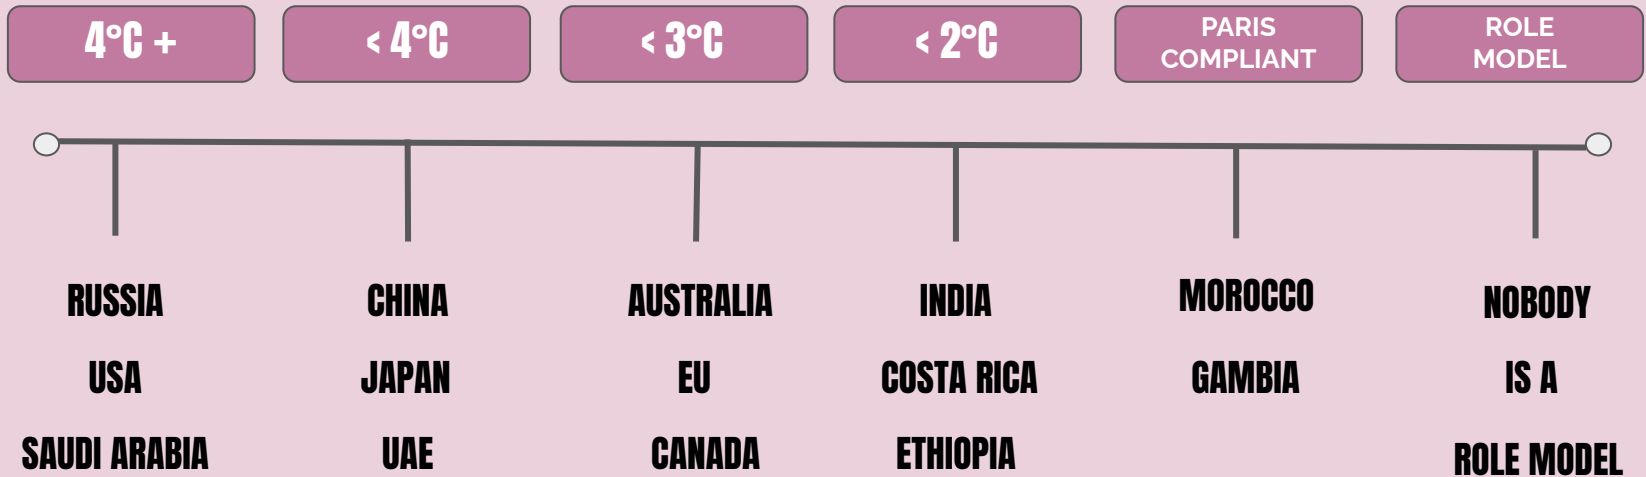 4°C +
< 4°C
< 3°C
< 2°C
PARIS
COMPLIANT
ROLE
MODEL
RUSSIA
USA
SAUDI ARABIA
CHINA
JAPAN
UAE
AUSTRALIA
EU
CANADA
INDIA
COSTA RICA
ETHIOPIA
MOROCCO
GAMBIA
NOBODY
IS A
ROLE MODEL